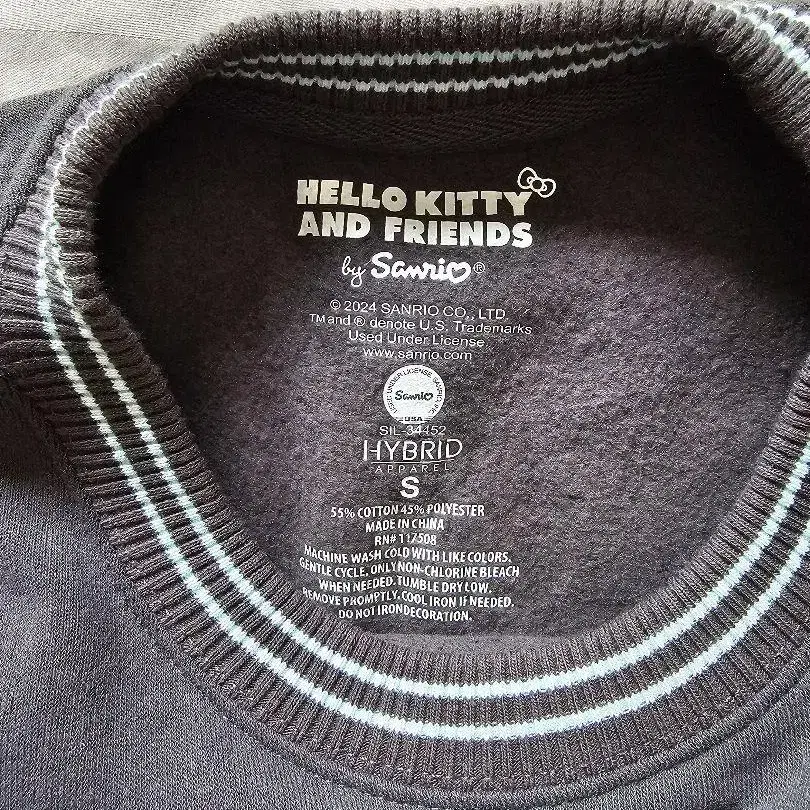 HELLO KITTY
AND FRIENDS
by Sanrio®
© 2024 SANRIO CO., LTD.
TM and ® denote U.S. Trademarks
Used Under License.
www.sanrio.com
UNDER LICENSE
Sanrio
USA
SIL-34452
HYBRID
APPAREL
S
55% COTTON 45% POLYESTER
MADE IN CHINA
RN# 117508
MACHINE WASH COLD WITH LIKE COLORS.
GENTLE CYCLE. ONLY NON-CHLORINE BLEACH
WHEN NEEDED. TUMBLE DRY LOW.
REMOVE PROMPTLY. COOL IRON IF NEEDED.
DO NOT IRON DECORATION.